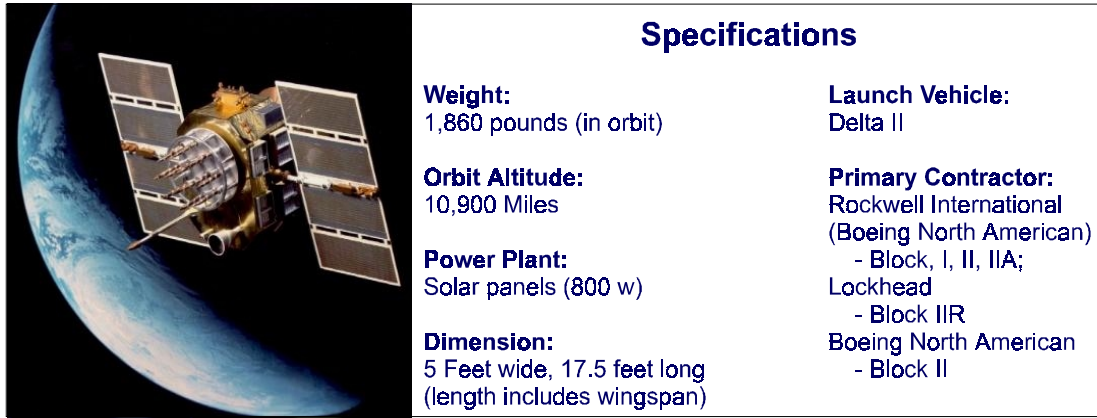 Specifications
Weight:
1,860 pounds (in orbit)
Orbit Altitude:
10,900 Miles
Power Plant:
Solar panels (800 w)
Dimension:
5 Feet wide, 17.5 feet long
(length includes wingspan)
Launch Vehicle:
Delta II
Primary Contractor:
Rockwell International
(Boeing North American)
- Block, I, II, IIA;
Lockhead
- Block IIR
Boeing North American
- Block II